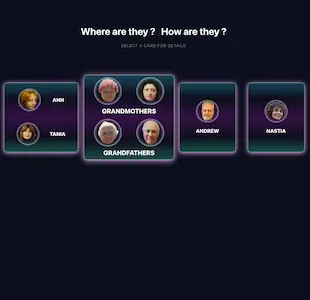 Where are they ? How are they ?
SELECT A CARD FOR DETAILS
ANN
TANIA
GRANDMOTHERS
GRANDFATHERS
ANDREW
NASTIA